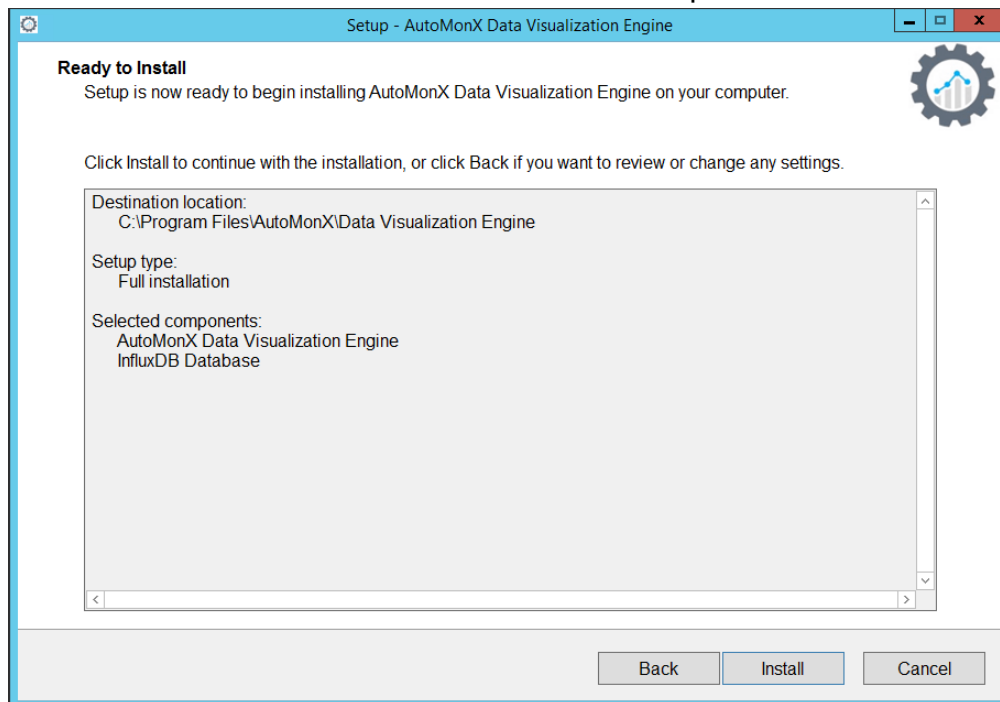 Setup - AutoMonX Data Visualization Engine
Ready to Install
Setup is now ready to begin installing AutoMonX Data Visualization Engine on your computer.
Click Install to continue with the installation, or click Back if you want to review or change any settings.
Destination location:
C:\Program Files\AutoMonX\Data Visualization Engine
Setup type:
Full installation
Selected components:
AutoMonX Data Visualization Engine
InfluxDB Database
Back Install Cancel